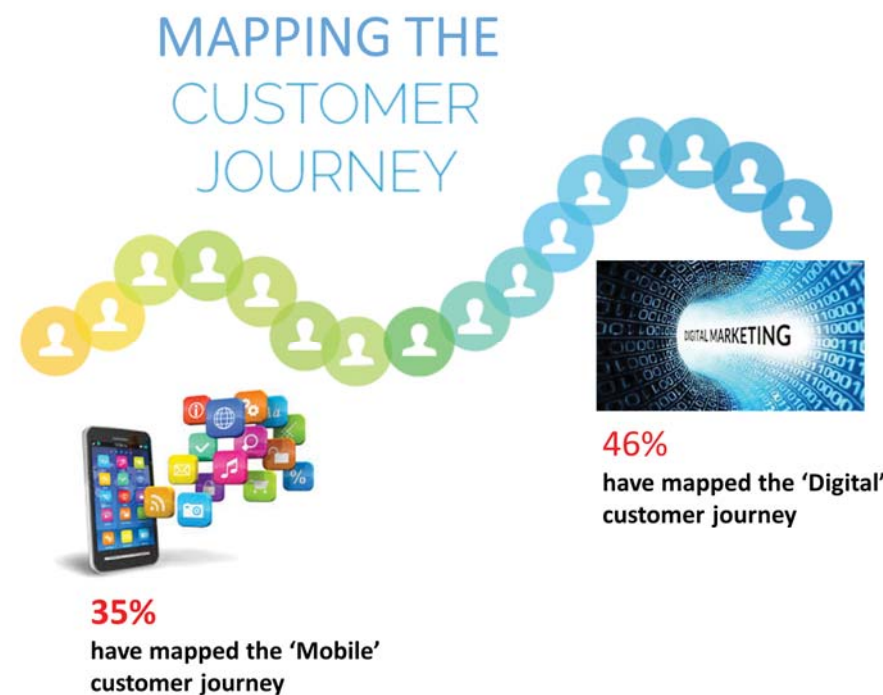 MAPPING THE
CUSTOMER
JOURNEY
DIGITAL MARKETING
46%
have mapped the ‘Digital’
customer journey
35%
have mapped the ‘Mobile’
customer journey